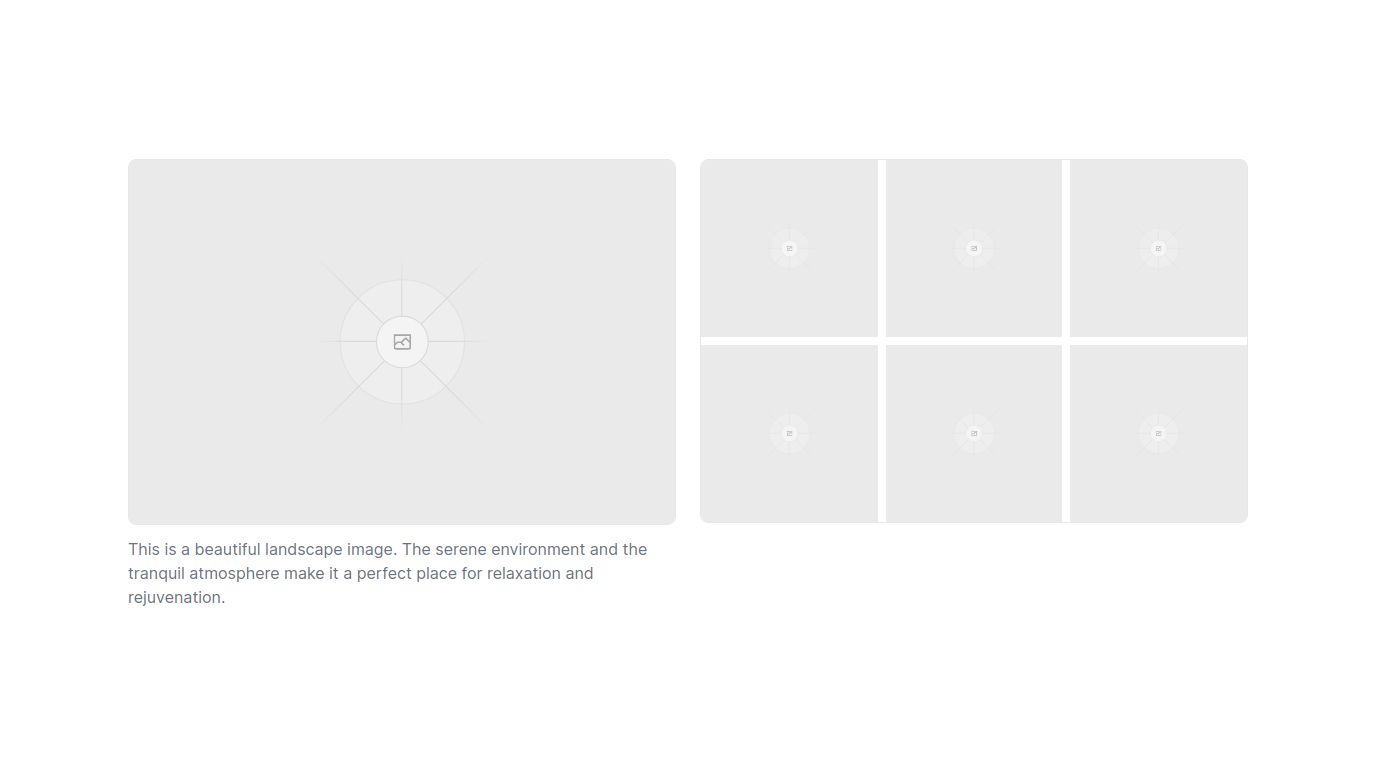 This is a beautiful landscape image. The serene environment and the
tranquil atmosphere make it a perfect place for relaxation and
rejuvenation.